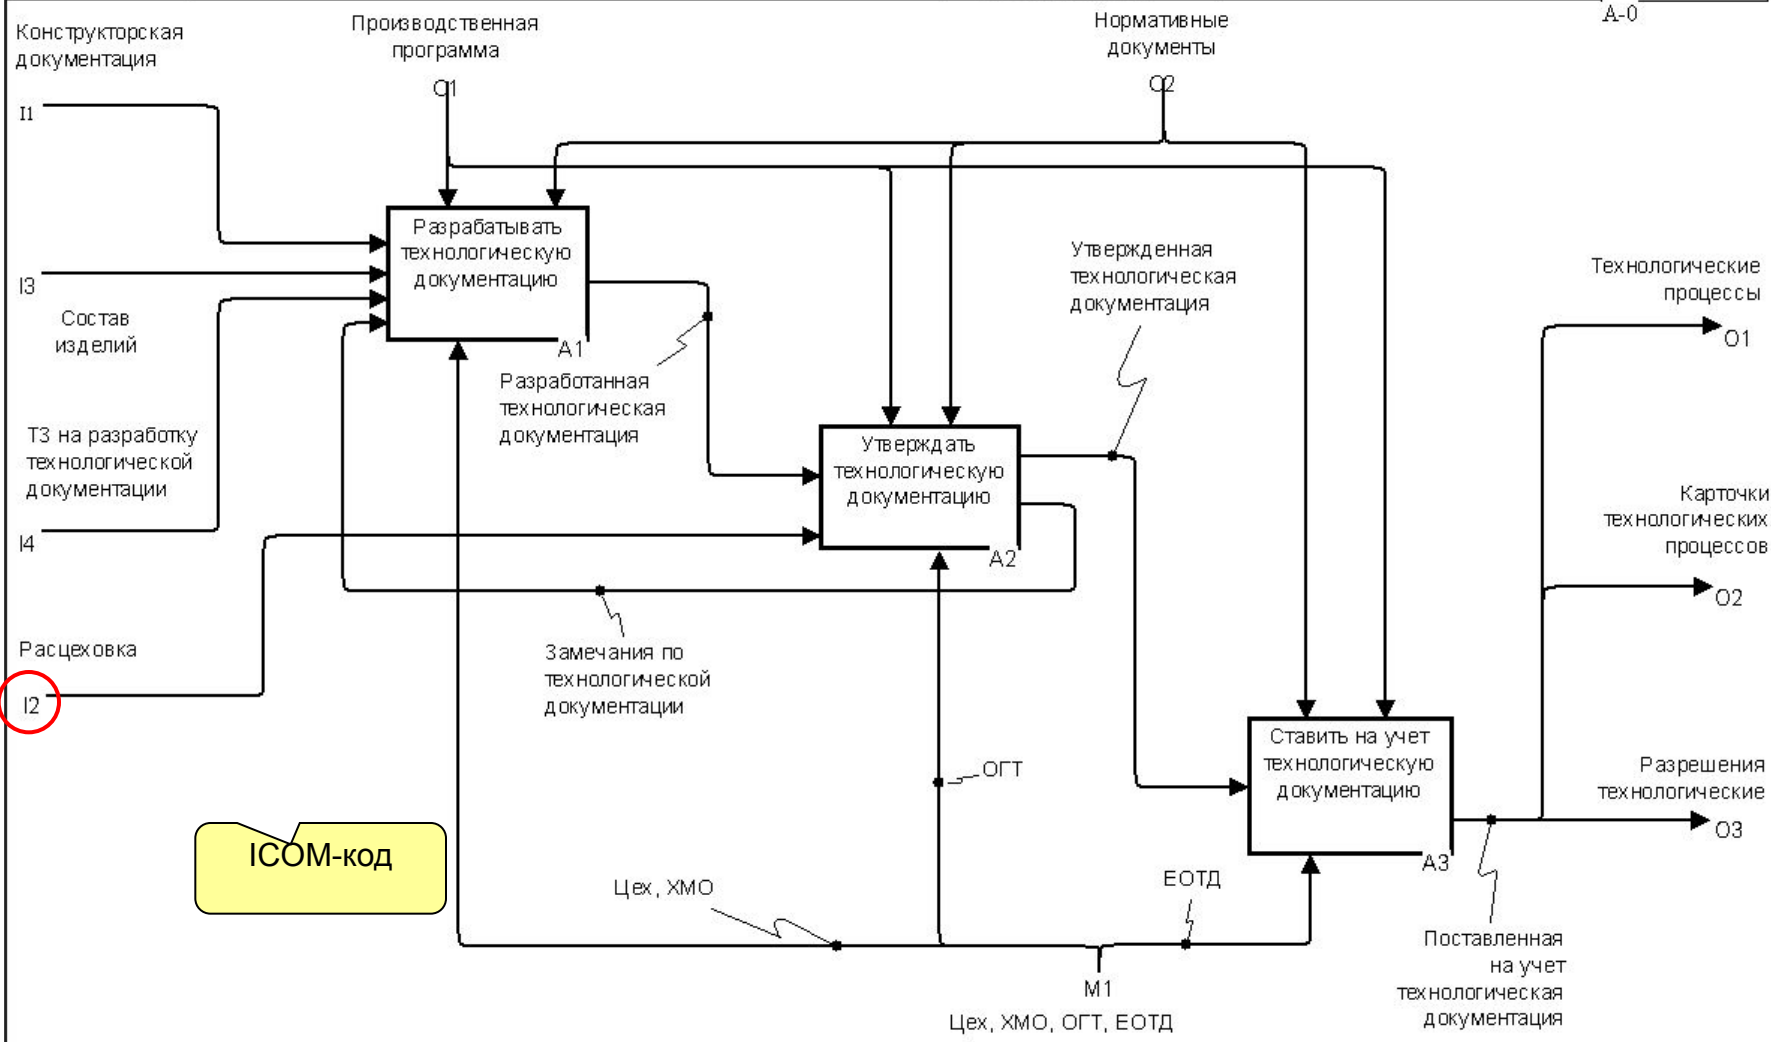 A-0
Конструкторская
документация
Производственная
программа
Нормативные
документы
C1
C2
I1
I3
Состав
изделий
Разрабатывать
технологическую
документацию
A1
Утвержденная
технологическая
документация
Технологические
процессы
O1
Разработанная
технологическая
документация
ТЗ на разработку
технологической
документации
I4
Утверждать
технологическую
документацию
A2
Карточки
технологических
процессов
O2
Расцеховка
I2
Замечания по
технологической
документации
ОГТ
Ставить на учет
технологическую
документацию
A3
Разрешения
технологические
O3
ICOM-код
Цех, ХМО
ЕОТД
Поставленная
на учет
технологическая
документация
M1
Цех, ХМО, ОГТ, ЕОТД